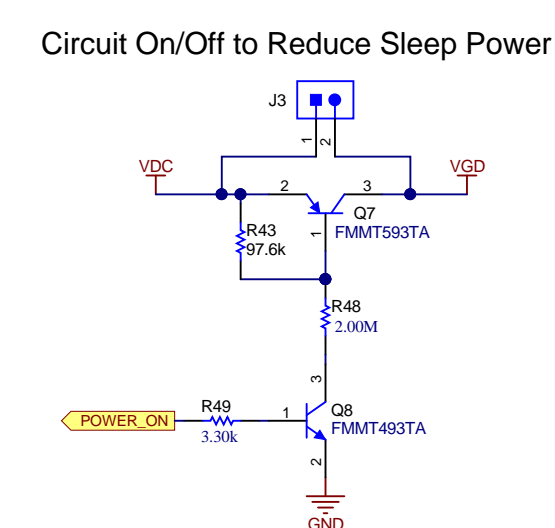 Circuit On/Off to Reduce Sleep Power
J3
1
2
VDC
VGD
2
3
Q7
FMMT593TA
1
R43
97.6k
R48
2.00M
3
POWER_ON
R49
3.30k
1
Q8
FMMT493TA
2
GND